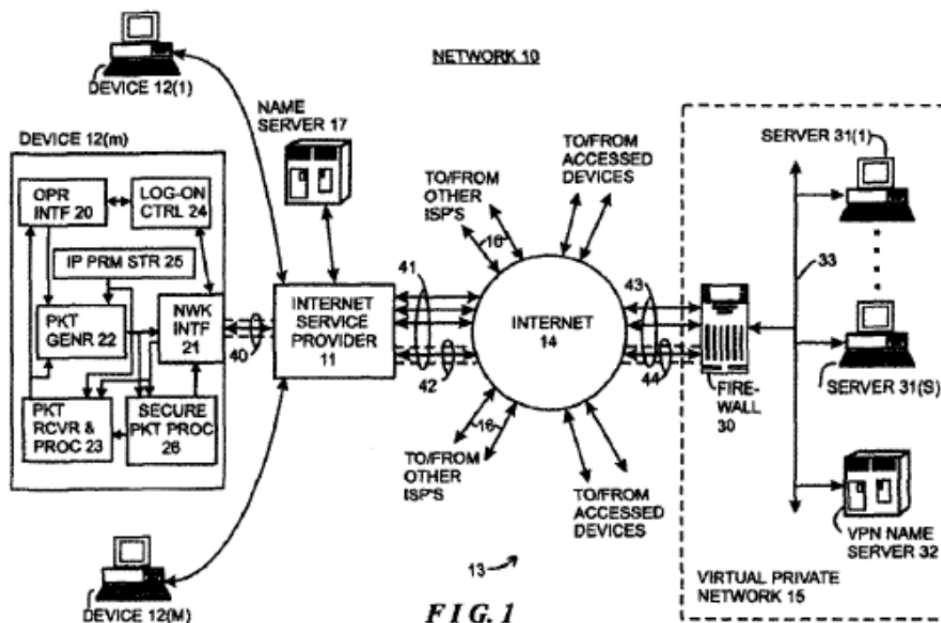 NETWORK 10
DEVICE 12(1)
NAME
SERVER 17
DEVICE 12(m)
OPR
INTF 20
LOG-ON
CTRL 24
IP PRM STR 25
PKT
GENR 22
NWK
INTF
21
PKT
RCVR &
PROC 23
SECURE
PKT PROC
26
40
INTERNET
SERVICE
PROVIDER
11
41
42
TO/FROM
OTHER
ISP'S
16
TO/FROM
ACCESSED
DEVICES
INTERNET
14
16
TO/FROM
OTHER
ISP'S
TO/FROM
ACCESSED
DEVICES
43
44
FIRE-
WALL
30
SERVER 31(1)
33
SERVER 31(S)
VPN NAME
SERVER 32
VIRTUAL PRIVATE
NETWORK 15
DEVICE 12(M)
13
FIG. 1